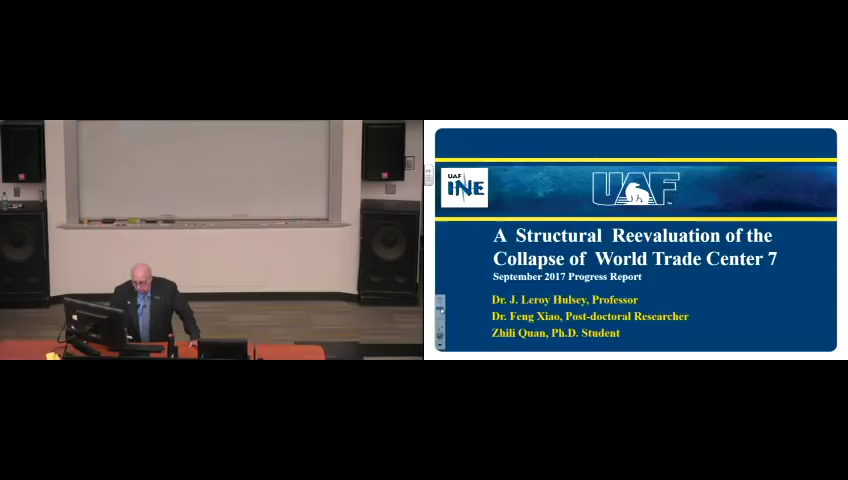 UAF
INE
UAF
A Structural Reevaluation of the
Collapse of World Trade Center 7
September 2017 Progress Report
Dr. J. Leroy Hulsey, Professor
Dr. Feng Xiao, Post-doctoral Researcher
Zhili Quan, Ph.D. Student